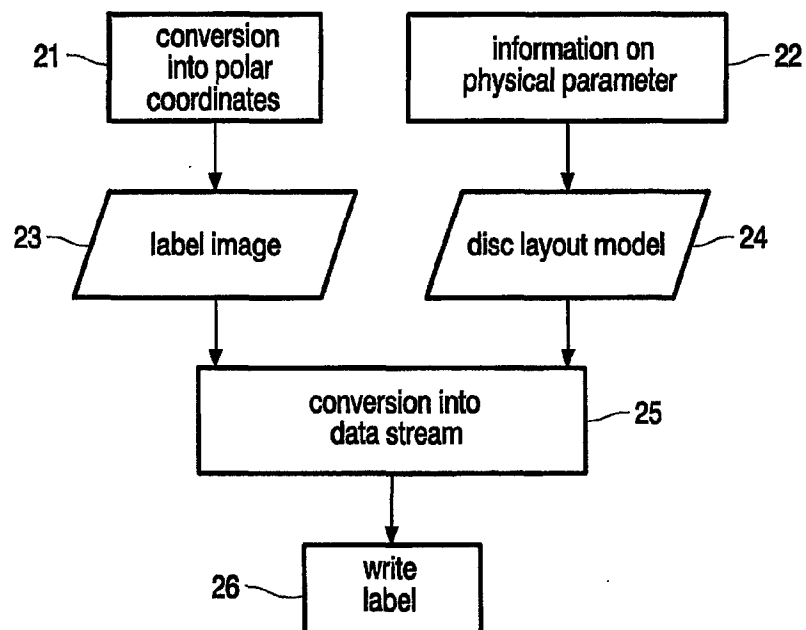 21
conversion
into polar
coordinates
information on
physical parameter
22
23
label image
disc layout model
24
conversion into
data stream
25
26
write
label